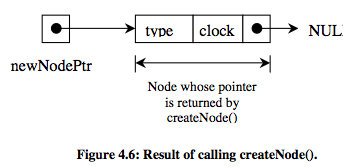 type clock NULL
newNodePtr
Node whose pointer
is returned by
createNode()
Figure 4.6: Result of calling createNode().